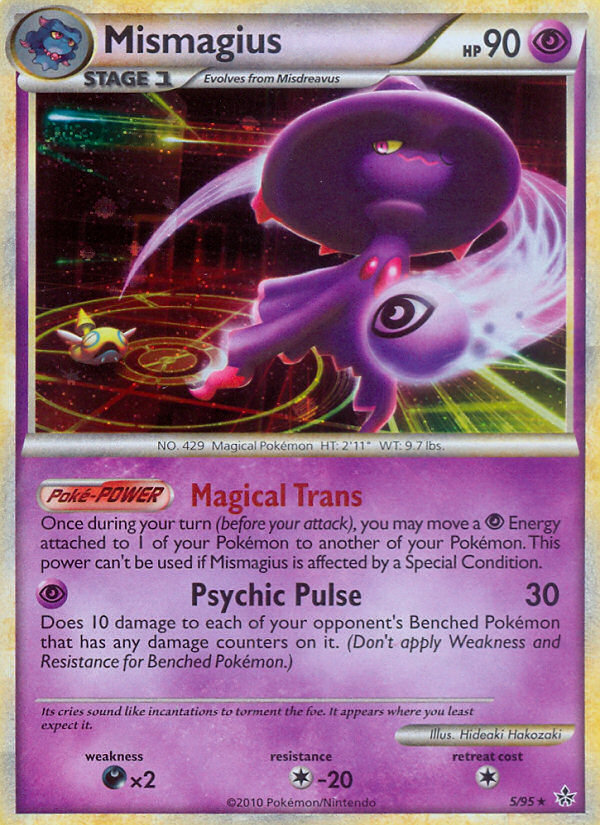 Mismagius
HP 90
STAGE 1
Evolves from Misdreavus
NO. 429 Magical Pokémon HT: 2'11" WT: 9.7 lbs.
Poké-POWER Magical Trans
Once during your turn (before your attack), you may move a Energy
attached to 1 of your Pokémon to another of your Pokémon. This
power can't be used if Mismagius is affected by a Special Condition.
Psychic Pulse 30
Does 10 damage to each of your opponent's Benched Pokémon
that has any damage counters on it. (Don't apply Weakness and
Resistance for Benched Pokémon.)
Its cries sound like incantations to torment the foe. It appears where you least
expect it.
Illus. Hideaki Hakozaki
weakness resistance retreat cost
×2 -20
©2010 Pokémon/Nintendo 5/95 ★